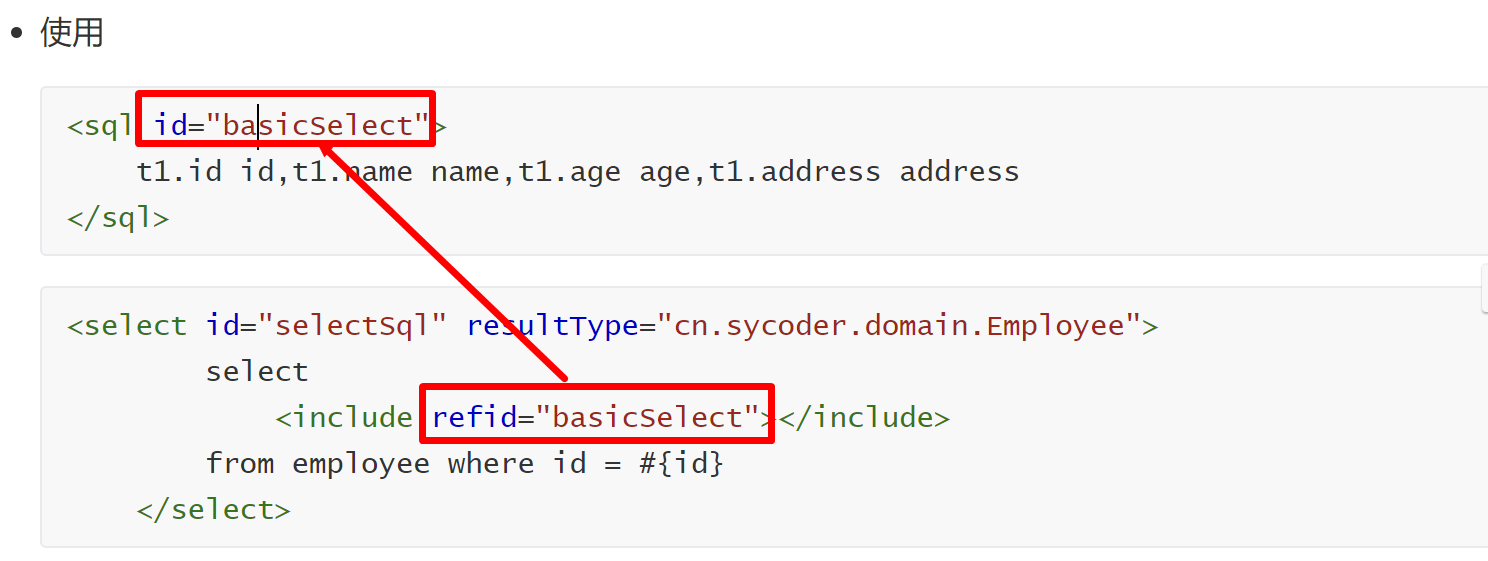 使用
<sql id="basicSelect">
t1.id id,t1.name name,t1.age age,t1.address address
</sql>
<select id="selectSql" resultType="cn.sycoder.domain.Employee">
select
<include refid="basicSelect"></include>
from employee where id = #{id}
</select>